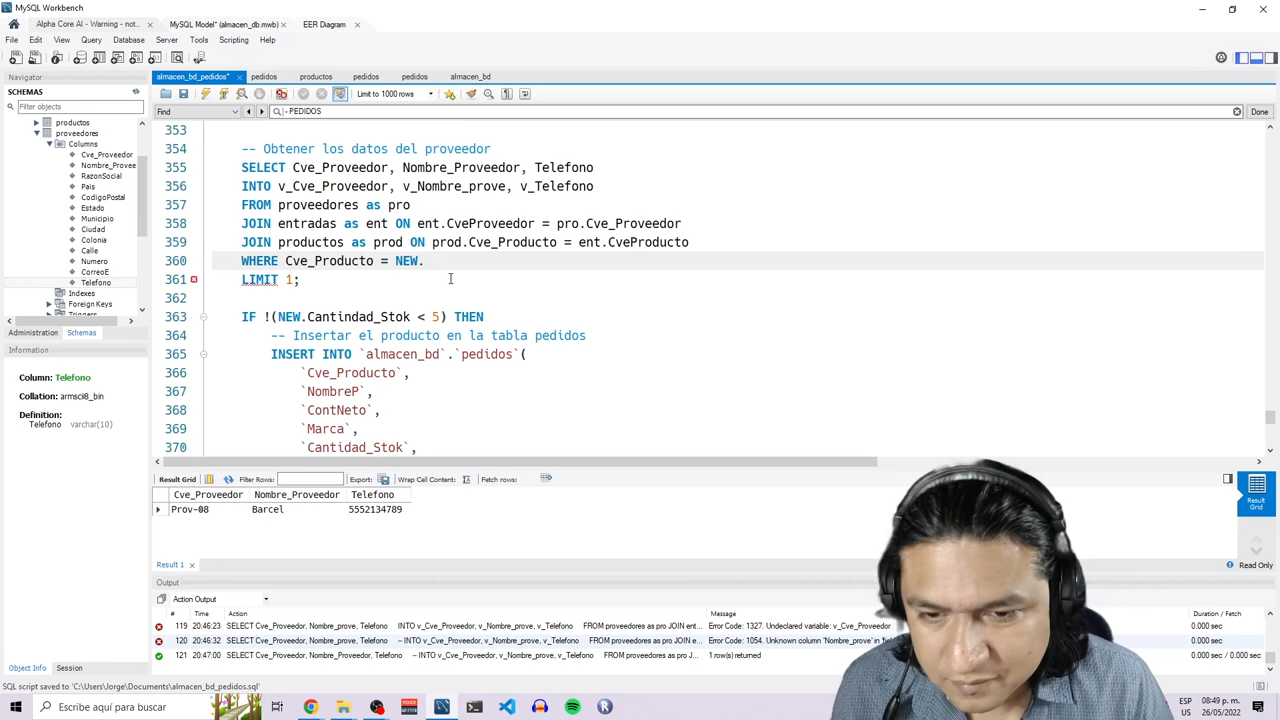 MySQL Workbench
Alpha Core AI - Warning - not...
MySQL Model* (almacen_db.mwb)
EER Diagram
File Edit View Query Database Server Tools Scripting Help
Navigator
SCHEMAS
Filter objects
productos
proveedores
Columns
Cve_Proveedor
Nombre_Provee
RazonSocial
Pais
CodigoPostal
Estado
Municipio
Ciudad
Colonia
Calle
Numero
CorreoE
Telefono
Indexes
Foreign Keys
Triggers
Administration Schemas
Information
Column: Telefono
Collation: armscii8_bin
Definition:
Telefono varchar(10)
Object Info Session
almacen_bd_pedidos* pedidos productos pedidos pedidos almacen_bd
Limit to 1000 rows
Find - PEDIDOS Done
353
354 -- Obtener los datos del proveedor
355 SELECT Cve_Proveedor, Nombre_Proveedor, Telefono
356 INTO v_Cve_Proveedor, v_Nombre_prove, v_Telefono
357 FROM proveedores as pro
358 JOIN entradas as ent ON ent.CveProveedor = pro.Cve_Proveedor
359 JOIN productos as prod ON prod.Cve_Producto = ent.CveProducto
360 WHERE Cve_Producto = NEW.
361 LIMIT 1;
362
363 IF !(NEW.Cantindad_Stok < 5) THEN
364 -- Insertar el producto en la tabla pedidos
365 INSERT INTO `almacen_bd`.`pedidos`(
366 `Cve_Producto`,
367 `NombreP`,
368 `ContNeto`,
369 `Marca`,
370 `Cantidad_Stok`,
Result Grid Filter Rows: Export: Wrap Cell Content: Fetch rows:
Cve_Proveedor Nombre_Proveedor Telefono
Prov-08 Barcel 5552134789
Result Grid
Result 1
Read Only
Output
Action Output
# Time Action Message Duration / Fetch
119 20:46:23 SELECT Cve_Proveedor, Nombre_prove, Telefono INTO v_Cve_Proveedor, v_Nombre_prove, v_Telefono FROM proveedores as pro JOIN ent... Error Code: 1327. Undeclared variable: v_Cve_Proveedor 0.000 sec
120 20:46:32 SELECT Cve_Proveedor, Nombre_prove, Telefono -- INTO v_Cve_Proveedor, v_Nombre_prove, v_Telefono FROM proveedores as pro JOIN e... Error Code: 1054. Unknown column 'Nombre_prove' in 'fiel 0.000 sec
121 20:47:00 SELECT Cve_Proveedor, Nombre_Proveedor, Telefono -- INTO v_Cve_Proveedor, v_Nombre_prove, v_Telefono FROM proveedores as pro J... 1 row(s) returned 0.000 sec / 0.000 sec
SQL script saved to 'C:\Users\Jorge\Documents\almacen_bd_pedidos.sql'
Escribe aquí para buscar
ESP
US
08:49 p. m.
26/05/2022